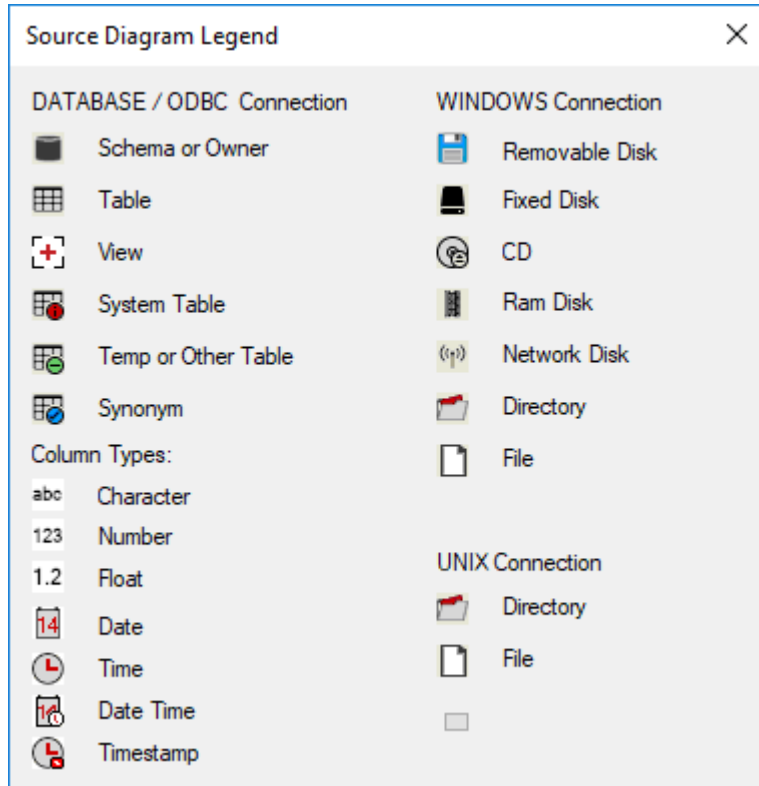 Source Diagram Legend
DATABASE / ODBC Connection
Schema or Owner
Table
View
System Table
Temp or Other Table
Synonym
Column Types:
abc Character
123 Number
1.2 Float
14 Date
Time
14 Date Time
Timestamp
WINDOWS Connection
Removable Disk
Fixed Disk
CD
Ram Disk
Network Disk
Directory
File
UNIX Connection
Directory
File